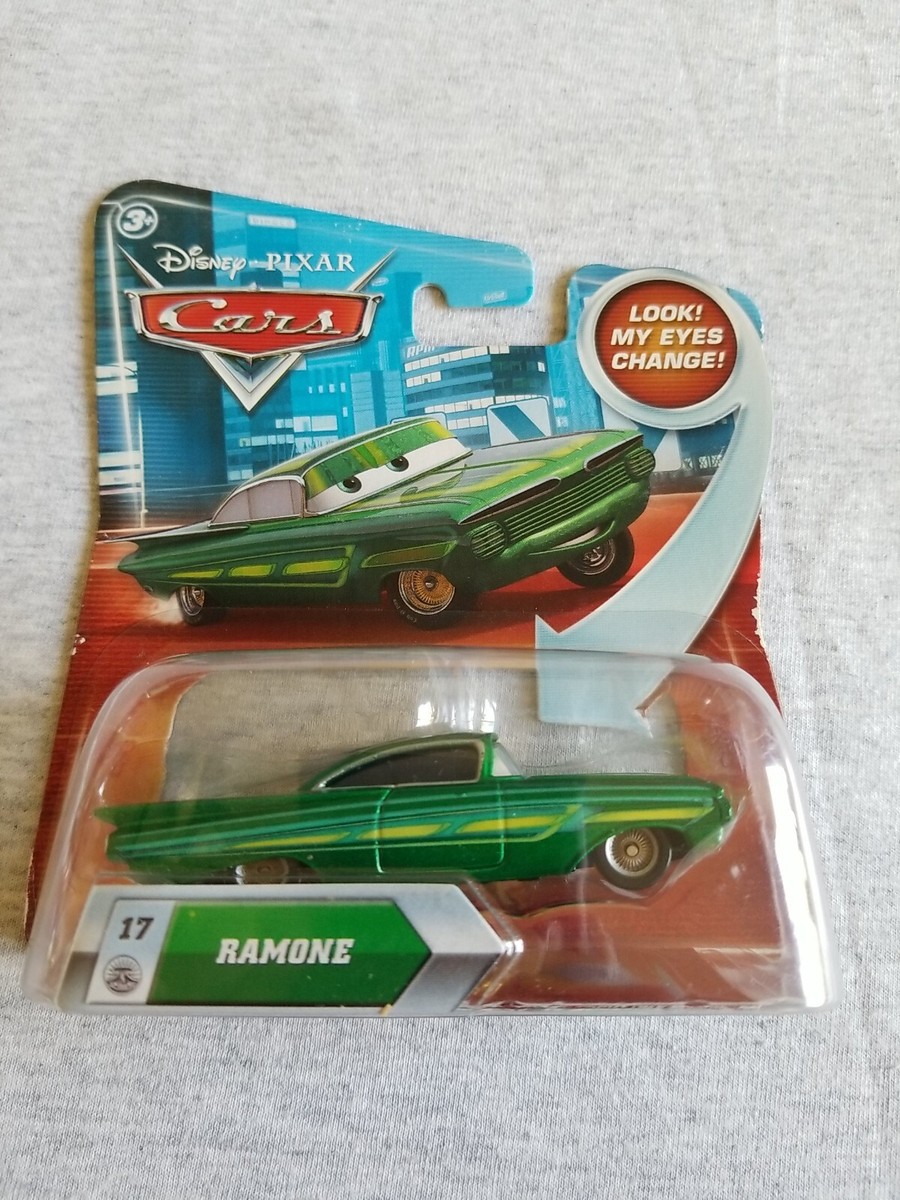 3+
DISNEY·PIXAR
Cars
LOOK!
MY EYES
CHANGE!
17
RAMONE